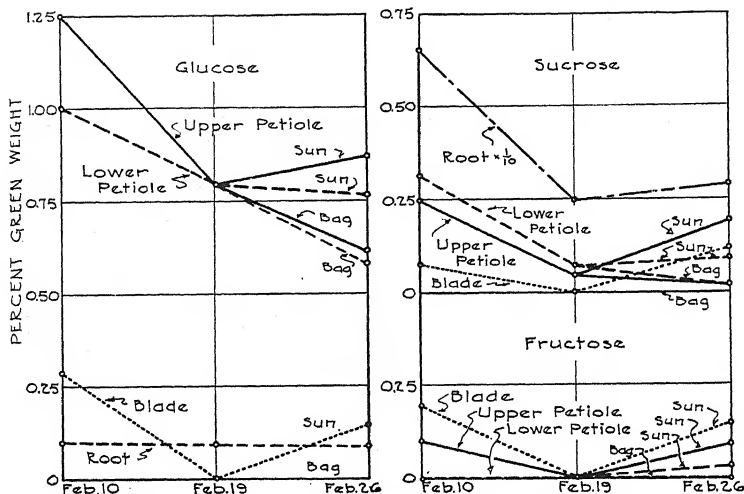 PERCENT GREEN WEIGHT
1.25
1.00
0.75
0.50
0.25
0
Glucose
Upper Petiole
Lower
Petiole
Sun
Sun
Bag
Bag
Blade
Root
Sun
Bag
Feb.10
Feb.19
Feb.26
0.75
0.50
0.25
0
Sucrose
Root × 1/10
Lower
Petiole
Upper
Petiole
Blade
Sun
Sun
Bag
Bag
Fructose
0.25
0
Blade
Upper Petiole
Lower Petiole
Sun
Sun
Sun
Bag
Feb.10
Feb.19
Feb.26